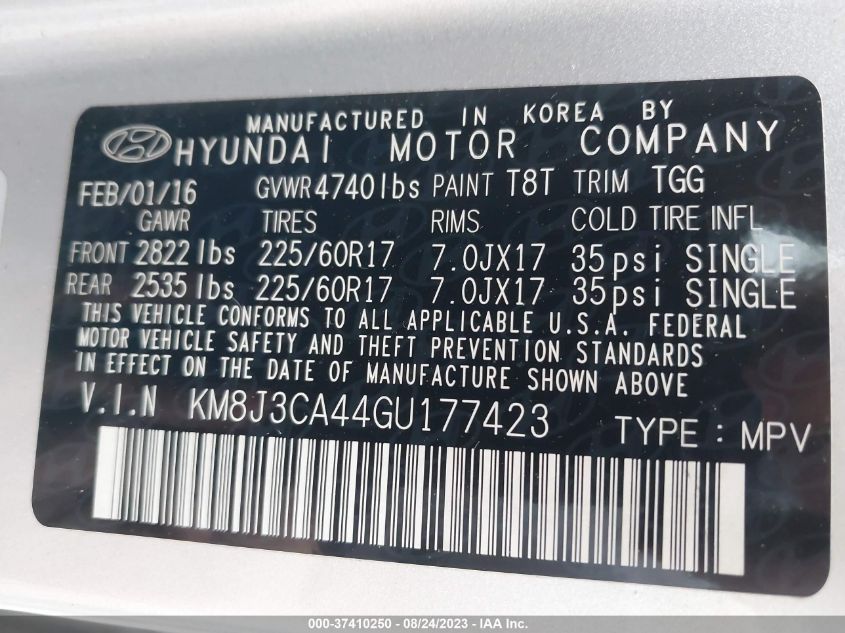 MANUFACTURED IN KOREA BY
HYUNDAI MOTOR COMPANY
FEB/01/16 GVWR 4740lbs PAINT T8T TRIM TGG
GAWR TIRES RIMS COLD TIRE INFL
FRONT 2822 lbs 225/60R17 7.0JX17 35psi SINGLE
REAR 2535 lbs 225/60R17 7.0JX17 35psi SINGLE
THIS VEHICLE CONFORMS TO ALL APPLICABLE U.S.A. FEDERAL
MOTOR VEHICLE SAFETY AND THEFT PREVENTION STANDARDS
IN EFFECT ON THE DATE OF MANUFACTURE SHOWN ABOVE.
V.I.N KM8J3CA44GU177423 TYPE : MPV
000-37410250 - 08/24/2023 - IAA Inc.